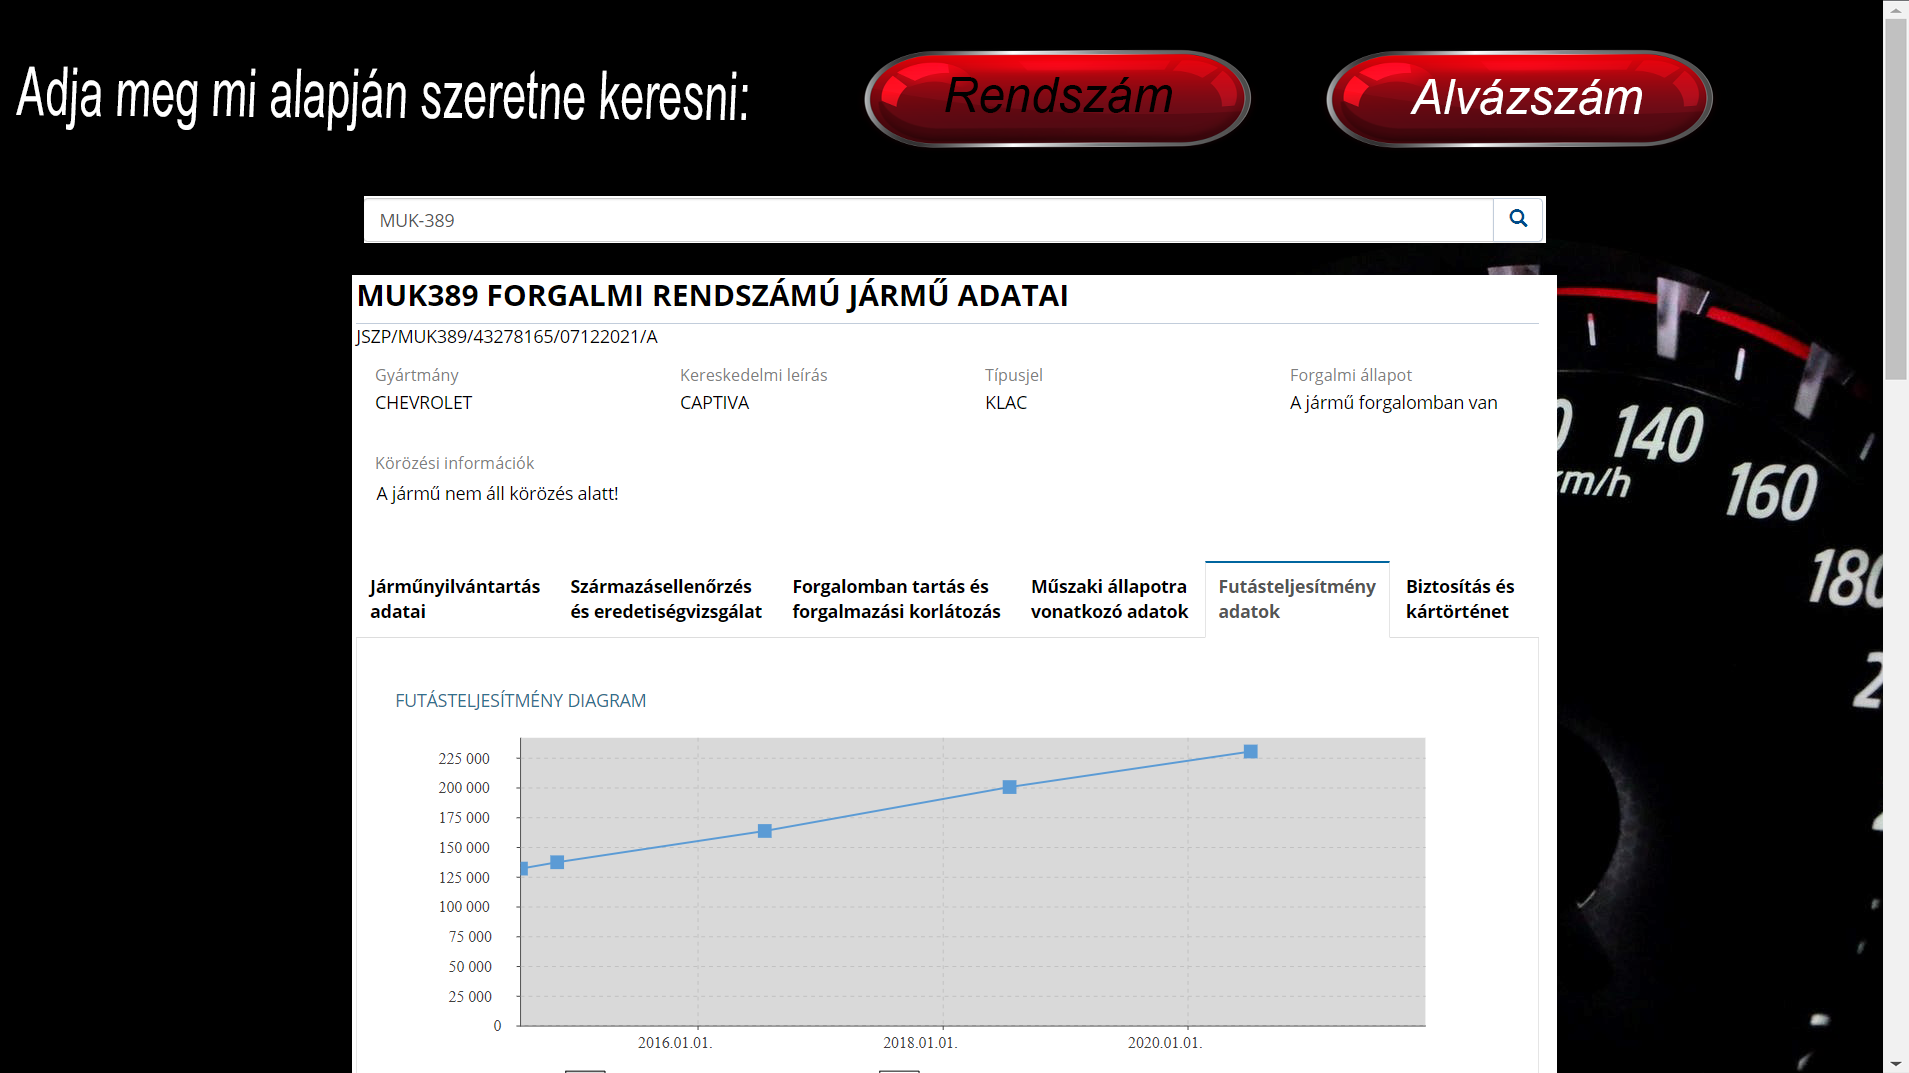 Adja meg mi alapján szeretne keresni:
Rendszám
Alvázszám
MUK-389
MUK389 FORGALMI RENDSZÁMÚ JÁRMŰ ADATAI
JSZP/MUK389/43278165/07122021/A
Gyártmány
CHEVROLET
Kereskedelmi leírás
CAPTIVA
Típusjel
KLAC
Forgalmi állapot
A jármű forgalomban van
Körözési információk
A jármű nem áll körözés alatt!
Járműnyilvántartás
adatai
Származásellenőrzés
és eredetiségvizsgálat
Forgalomban tartás és
forgalmazási korlátozás
Műszaki állapotra
vonatkozó adatok
Futásteljesítmény
adatok
Biztosítás és
kártörténet
FUTÁSTELJESÍTMÉNY DIAGRAM
225 000
200 000
175 000
150 000
125 000
100 000
75 000
50 000
25 000
0
2016.01.01.
2018.01.01.
2020.01.01.
140
km/h
160
180